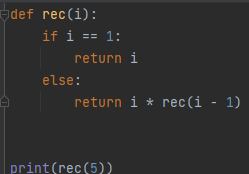 def rec(i):
    if i == 1:
        return i
    else:
        return i * rec(i - 1)
print(rec(5))